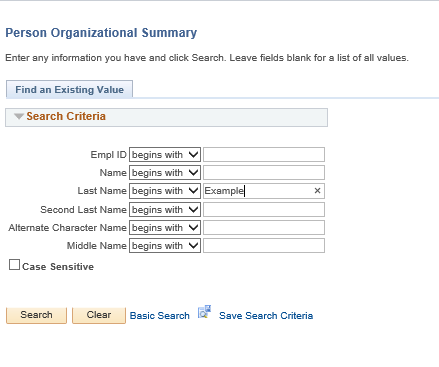 Person Organizational Summary
Enter any information you have and click Search. Leave fields blank for a list of all values.
Find an Existing Value
Search Criteria
Empl ID begins with
Name begins with
Last Name begins with Example ×
Second Last Name begins with
Alternate Character Name begins with
Middle Name begins with
Case Sensitive
Search Clear Basic Search Save Search Criteria